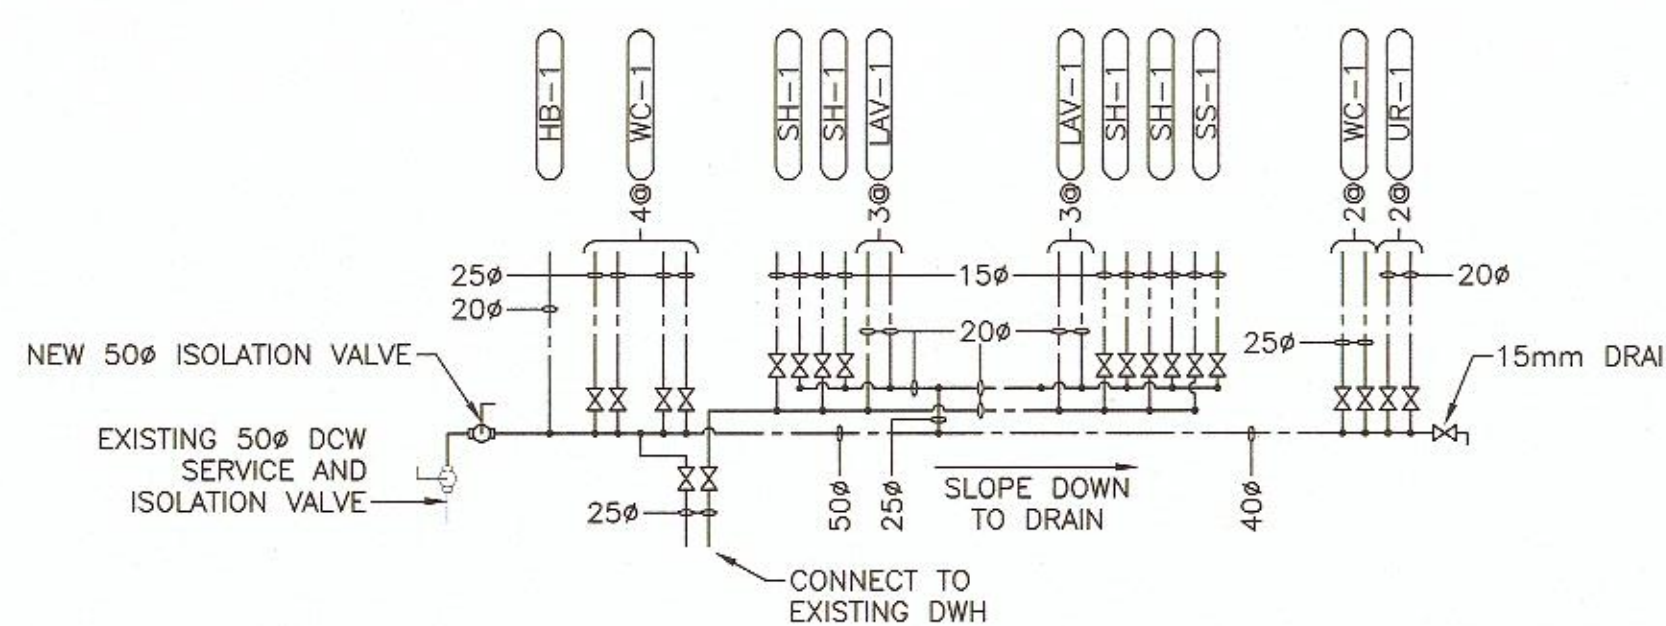 HB-1
WC-1
SH-1
SH-1
LAV-1
LAV-1
SH-1
SH-1
SS-1
WC-1
UR-1
4@
3@
3@
2@
2@
25ø
15ø
20ø
20ø
20ø
25ø
NEW 50ø ISOLATION VALVE
15mm DRAI
EXISTING 50ø DCW
SERVICE AND
ISOLATION VALVE
25ø
50ø
25ø
SLOPE DOWN
TO DRAIN
40ø
CONNECT TO
EXISTING DWH